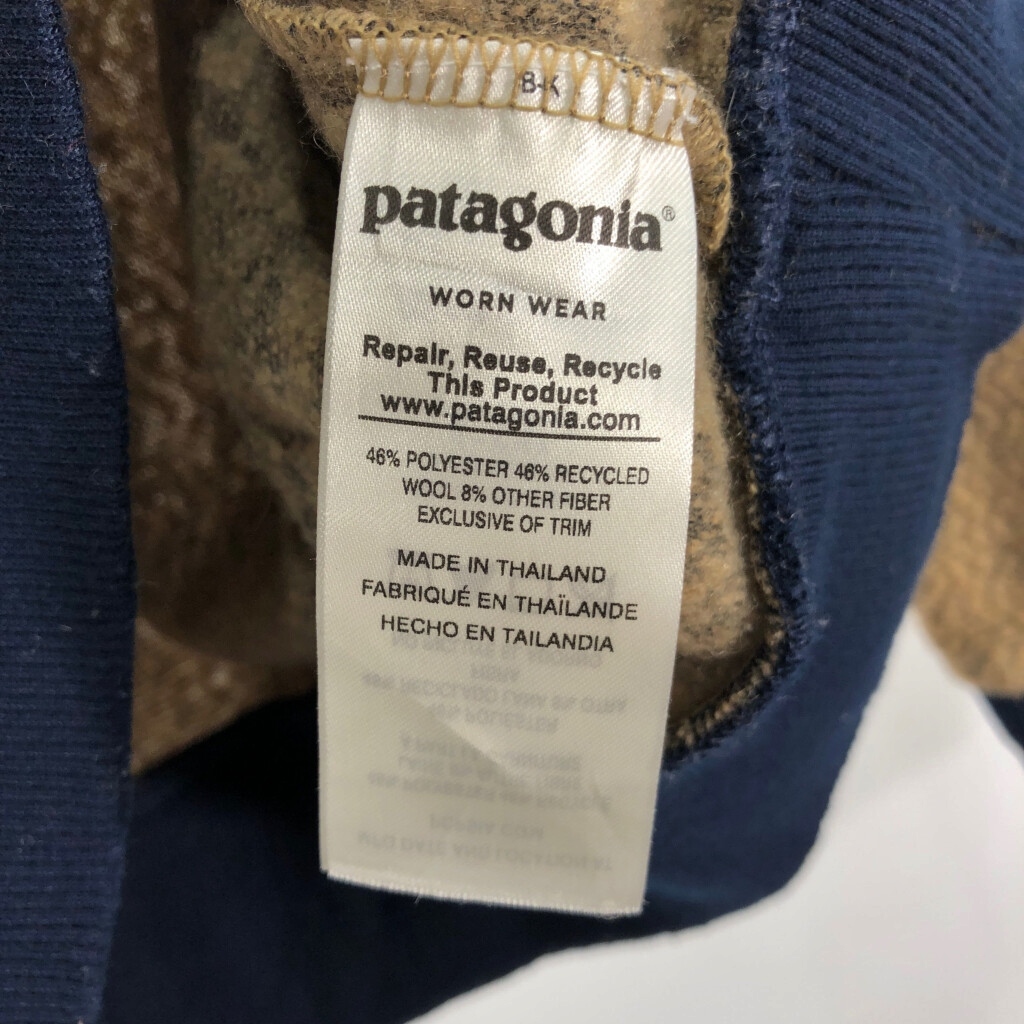 8-K
patagonia®
WORN WEAR
Repair, Reuse, Recycle
This Product
www.patagonia.com
46% POLYESTER 46% RECYCLED
WOOL 8% OTHER FIBER
EXCLUSIVE OF TRIM
MADE IN THAILAND
FABRIQUÉ EN THAÏLANDE
HECHO EN TAILANDIA